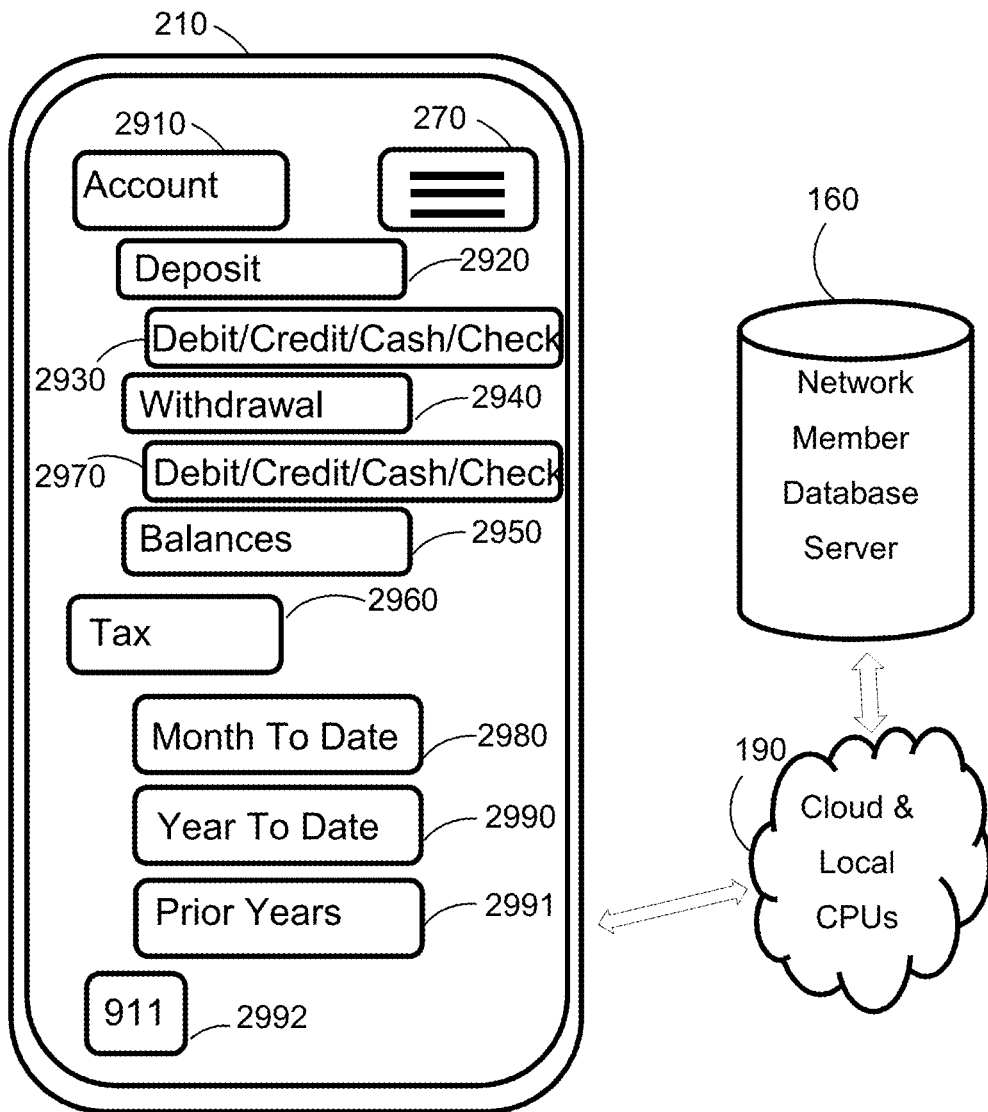 210
2910
270
Account
Deposit
2920
Debit/Credit/Cash/Check
2930
Withdrawal
2940
2970
Debit/Credit/Cash/Check
Balances
2950
2960
Tax
Month To Date
2980
Year To Date
2990
Prior Years
2991
911
2992
160
Network
Member
Database
Server
190
Cloud &
Local
CPUs